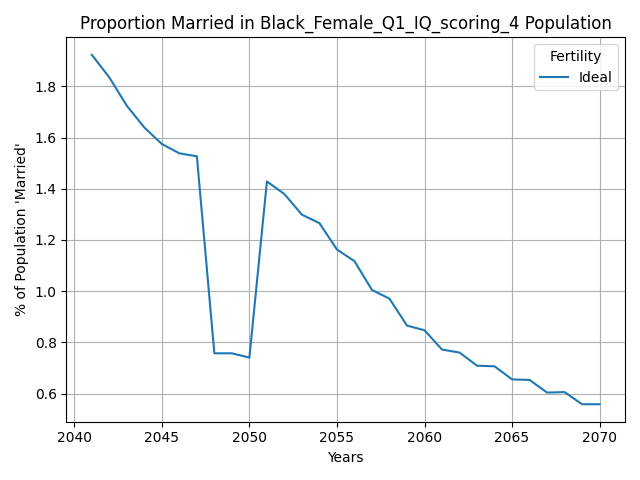 Proportion Married in Black_Female_Q1_IQ_scoring_4 Population
Fertility
Ideal
% of Population 'Married'
1.8
1.6
1.4
1.2
1.0
0.8
0.6
2040 2045 2050 2055 2060 2065 2070
Years